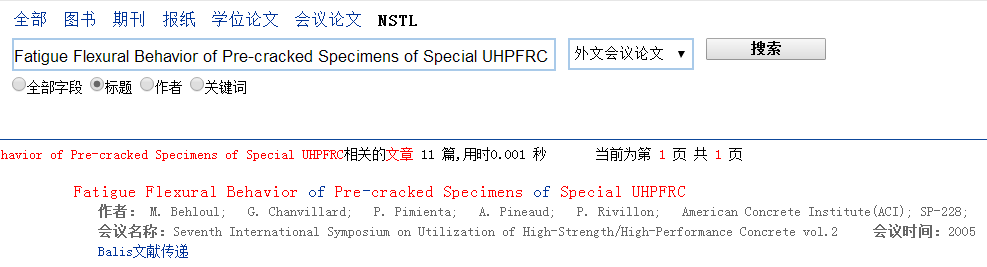 全部 图书 期刊 报纸 学位论文 会议论文 NSTL
Fatigue Flexural Behavior of Pre-cracked Specimens of Special UHPFRC 外文会议论文 ▼ 搜索
全部字段 标题 作者 关键词
havior of Pre-cracked Specimens of Special UHPFRC相关的文章 11 篇,用时0.001 秒 当前为第 1 页 共 1 页
Fatigue Flexural Behavior of Pre-cracked Specimens of Special UHPFRC
作者: M. Behloul; G. Chanvillard; P. Pimienta; A. Pineaud; P. Rivillon; American Concrete Institute(ACI); SP-228;
会议名称: Seventh International Symposium on Utilization of High-Strength/High-Performance Concrete vol.2 会议时间: 2005
Balis文献传递